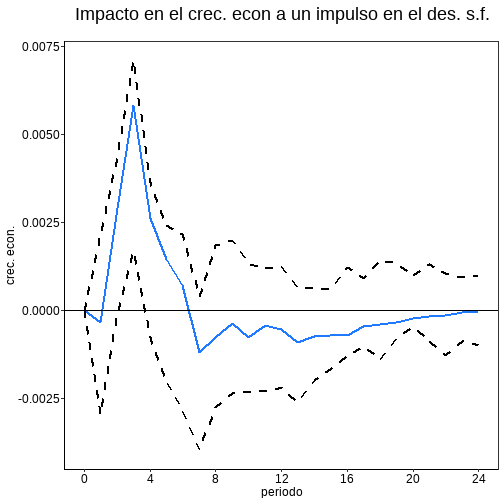 Impacto en el crec. econ a un impulso en el des. s.f.
0.0075
0.0050
0.0025
0.0000
-0.0025
crec. econ.
0 4 8 12 16 20 24
periodo